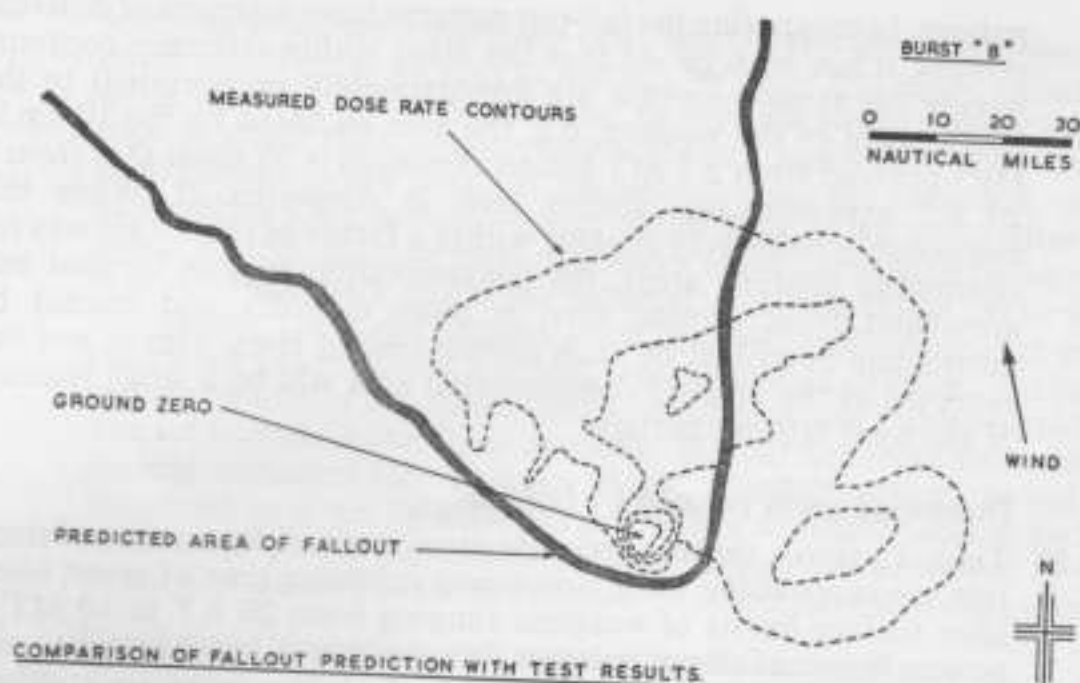 BURST "B"
MEASURED DOSE RATE CONTOURS
0 10 20 30
NAUTICAL MILES
GROUND ZERO
WIND
PREDICTED AREA OF FALLOUT
N
COMPARISON OF FALLOUT PREDICTION WITH TEST RESULTS.